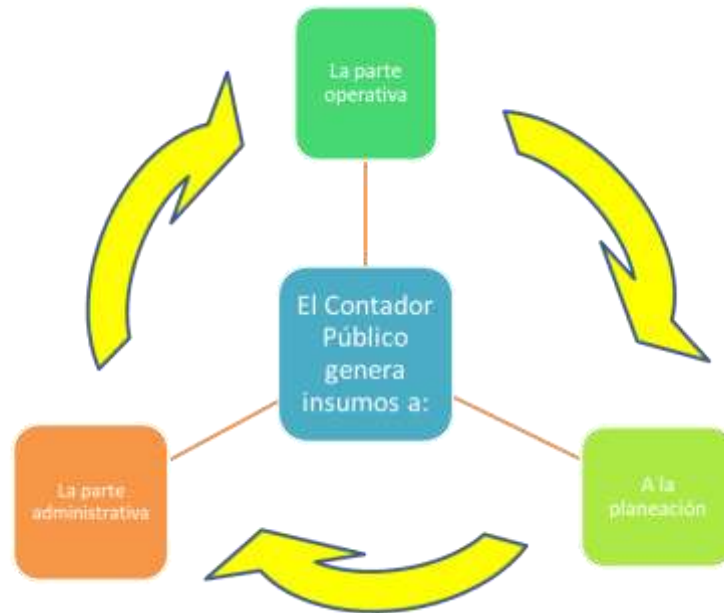 La parte
operativa
El Contador
Público
genera
insumos a:
La parte
administrativa
A la
planeación